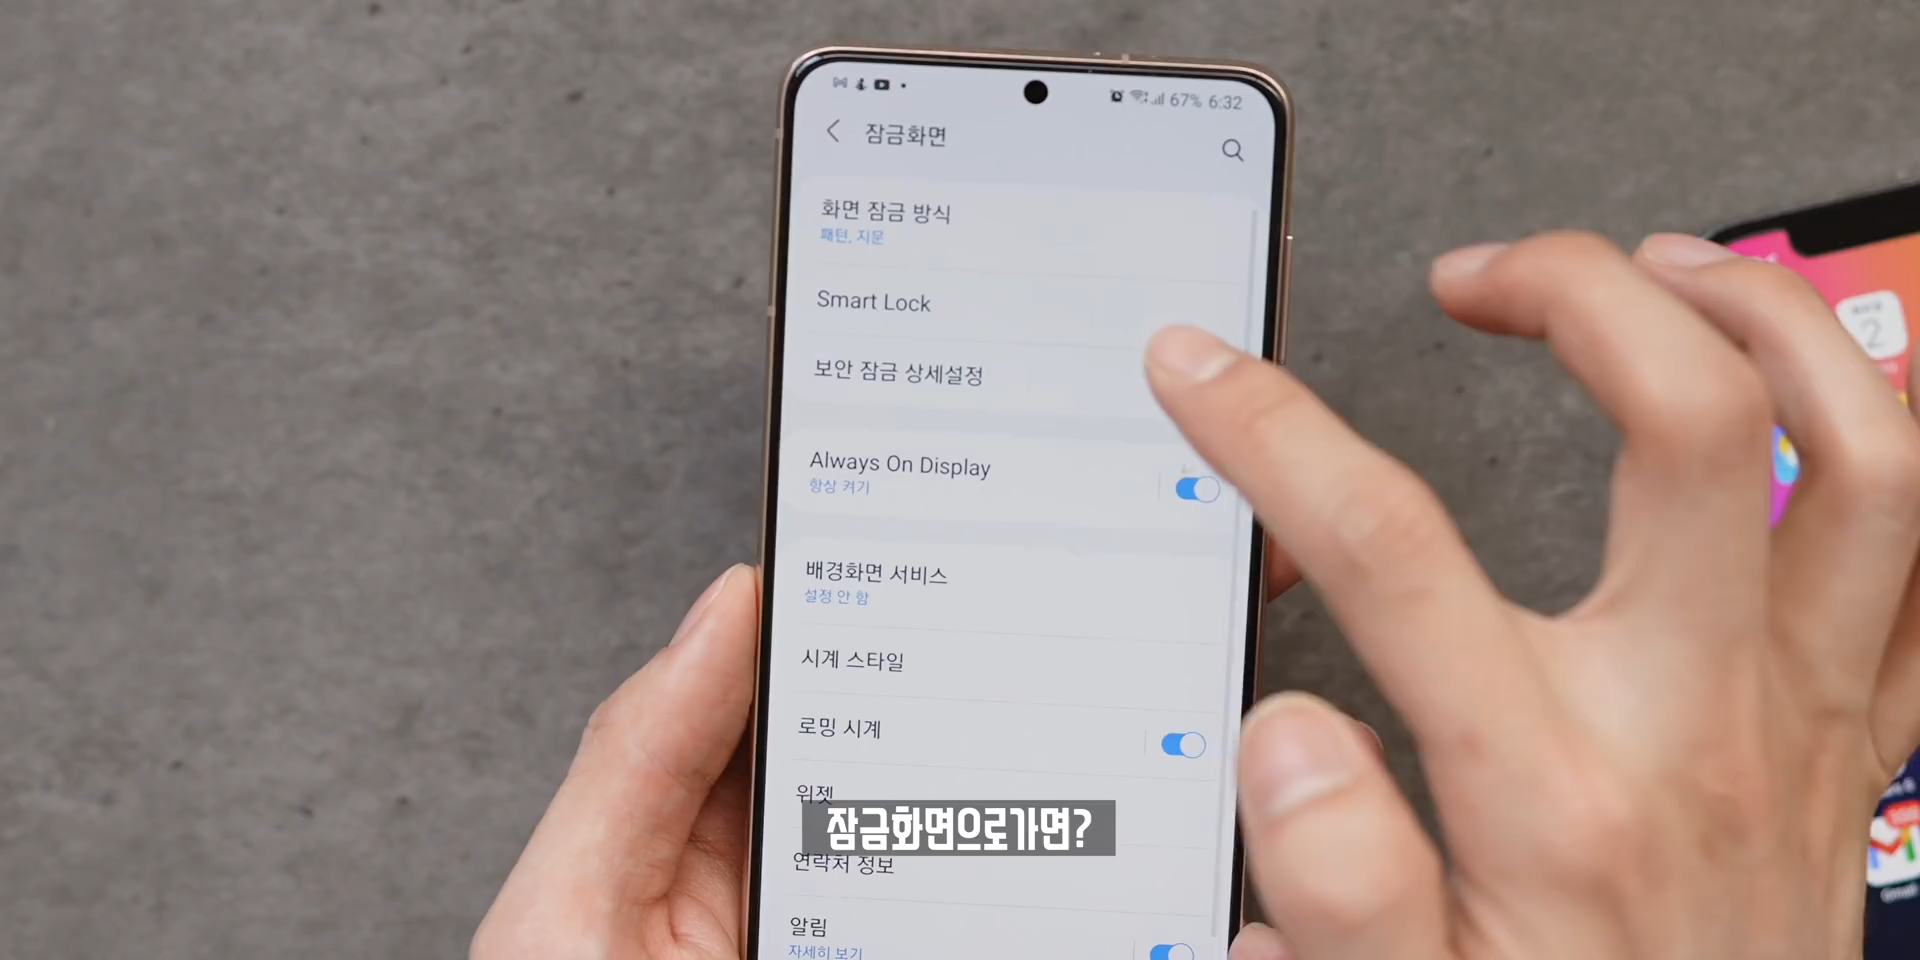 67% 6:32
잠금화면
화면 잠금 방식
패턴, 지문
Smart Lock
보안 잠금 상세설정
Always On Display
항상 켜기
배경화면 서비스
설정 안 함
시계 스타일
로밍 시계
위젯
잠금화면으로가면?
연락처 정보
알림
자세히 보기
2
Gmail